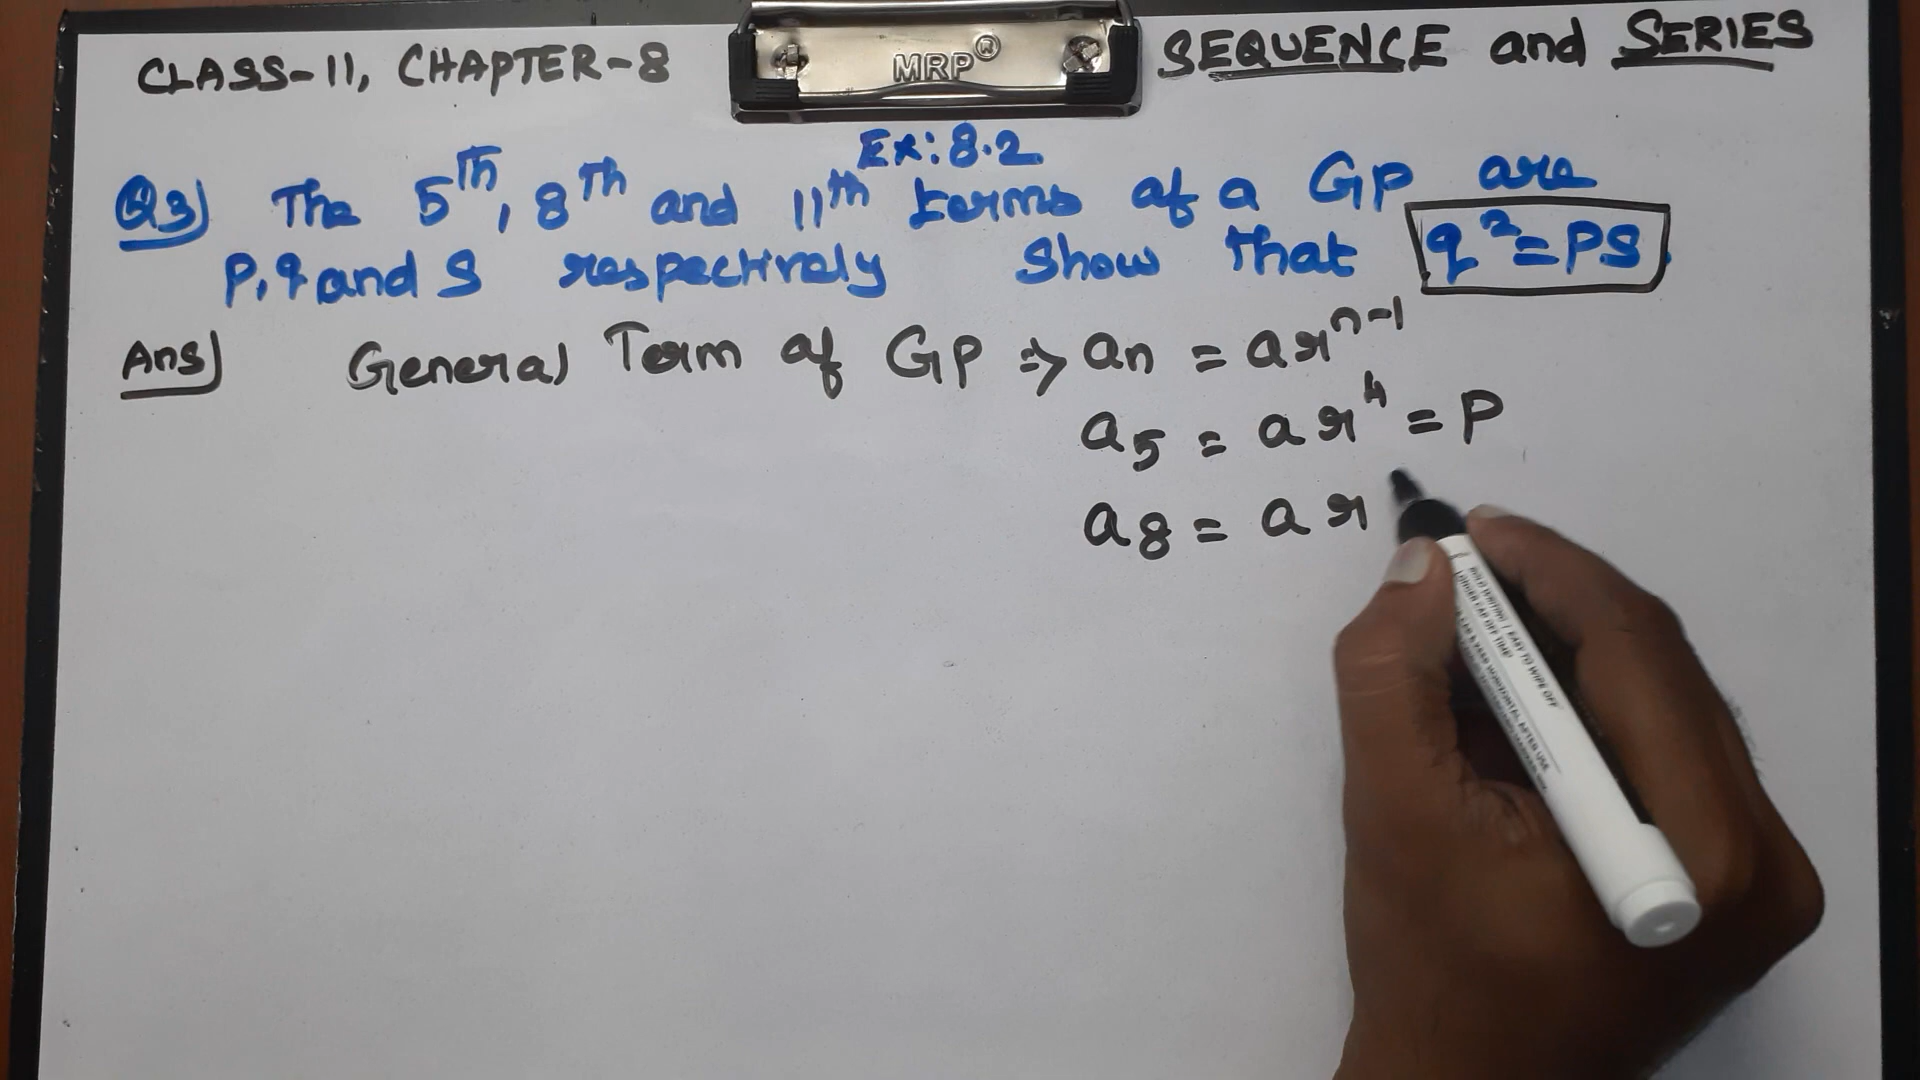 CLASS-11, CHAPTER-8
MRP®
SEQUENCE and SERIES
Ex: 8.2
Q3) The 5th, 8th and 11th terms of a GP are
P, q and S respectively Show that q² = PS.
Ans) General Term of GP ⇒ an = ar^n-1
a5 = ar^4 = P
a8 = ar